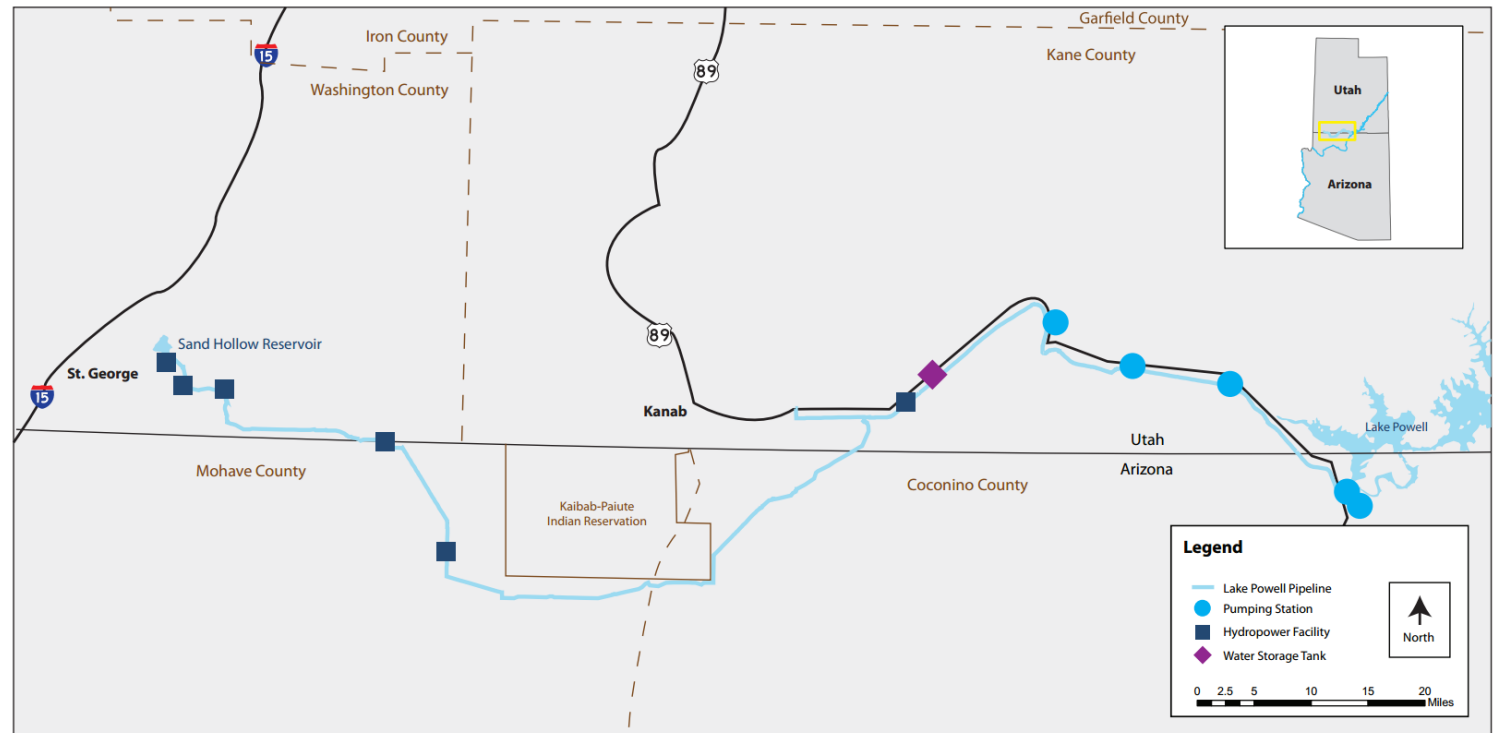 Garfield County
Iron County
Kane County
15
89
Washington County
Utah
Arizona
89
Sand Hollow Reservoir
St. George
15
Kanab
Lake Powell
Utah
Arizona
Mohave County
Coconino County
Kaibab-Paiute
Indian Reservation
Legend
Lake Powell Pipeline
Pumping Station
Hydropower Facility
Water Storage Tank
North
0 2.5 5 10 15 20
Miles